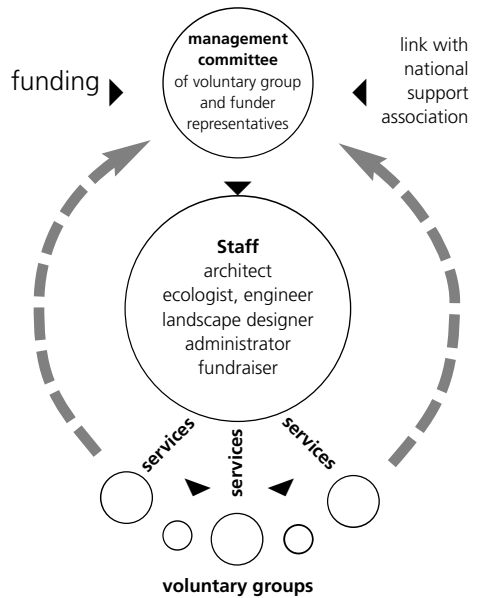 management
committee
of voluntary group
and funder
representatives
funding
link with
national
support
association
Staff
architect
ecologist, engineer
landscape designer
administrator
fundraiser
services
services
services
voluntary groups